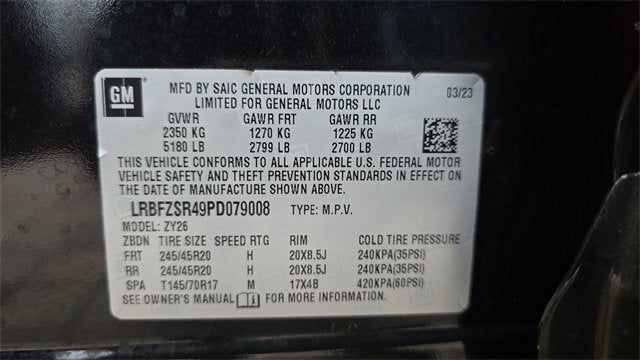 GM
MFD BY SAIC GENERAL MOTORS CORPORATION 03/23
LIMITED FOR GENERAL MOTORS LLC
GVWR GAWR FRT GAWR RR
2350 KG 1270 KG 1225 KG
5180 LB 2799 LB 2700 LB
THIS VEHICLE CONFORMS TO ALL APPLICABLE U.S. FEDERAL MOTOR
VEHICLE SAFETY AND THEFT PREVENTION STANDARDS IN EFFECT ON
THE DATE OF MANUFACTURE SHOWN ABOVE.
LRBFZSR49PD079008 TYPE: M.P.V.
MODEL: ZY26
ZBDN TIRE SIZE SPEED RTG RIM COLD TIRE PRESSURE
FRT 245/45R20 H 20X8.5J 240KPA(35PSI)
RR 245/45R20 H 20X8.5J 240KPA(35PSI)
SPA T145/70R17 M 17X4B 420KPA(60PSI)
SEE OWNER'S MANUAL FOR MORE INFORMATION.